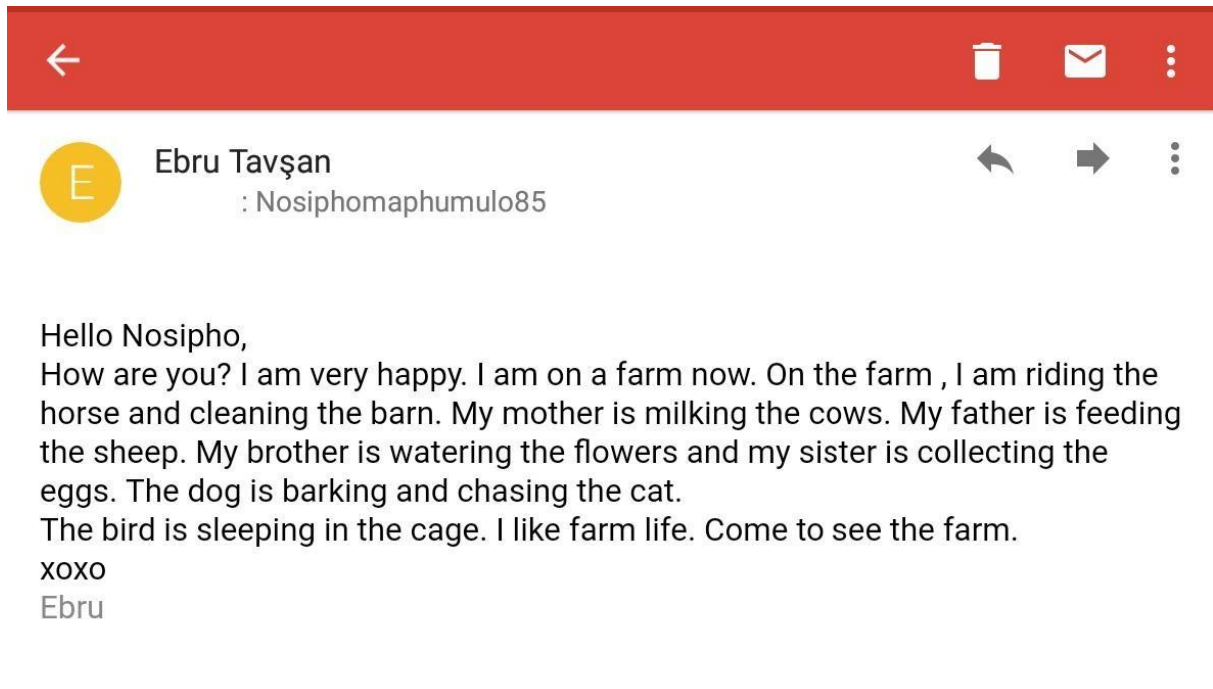 E
Ebru Tavşan
: Nosiphomaphumulo85
Hello Nosipho,
How are you? I am very happy. I am on a farm now. On the farm , I am riding the
horse and cleaning the barn. My mother is milking the cows. My father is feeding
the sheep. My brother is watering the flowers and my sister is collecting the
eggs. The dog is barking and chasing the cat.
The bird is sleeping in the cage. I like farm life. Come to see the farm.
xoxo
Ebru